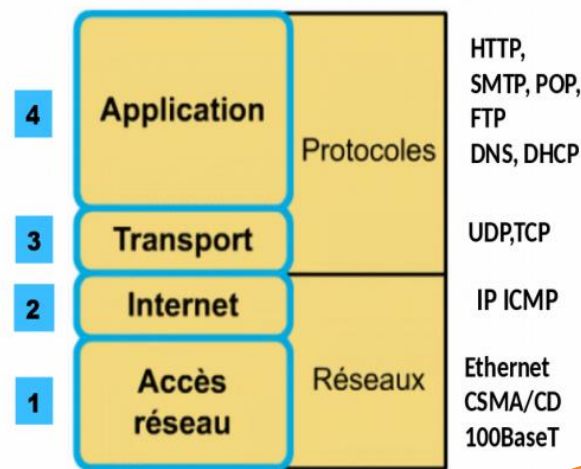 4
Application
Protocoles
HTTP,
SMTP, POP,
FTP
DNS, DHCP
3
Transport
UDP,TCP
2
Internet
IP ICMP
1
Accès
réseau
Réseaux
Ethernet
CSMA/CD
100BaseT